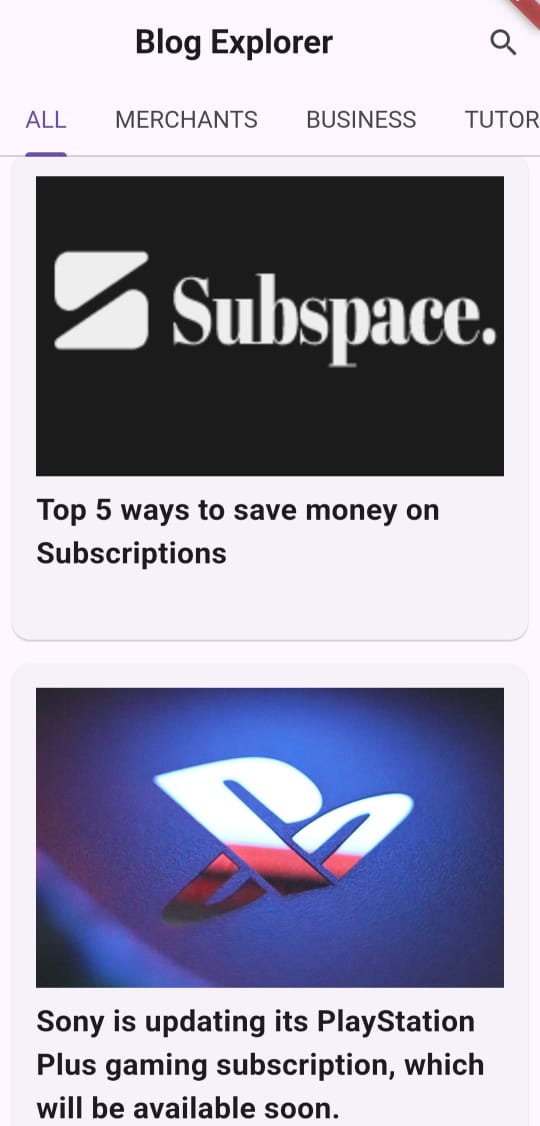 Blog Explorer
ALL MERCHANTS BUSINESS TUTOR
Subspace.
Top 5 ways to save money on
Subscriptions
Sony is updating its PlayStation
Plus gaming subscription, which
will be available soon.